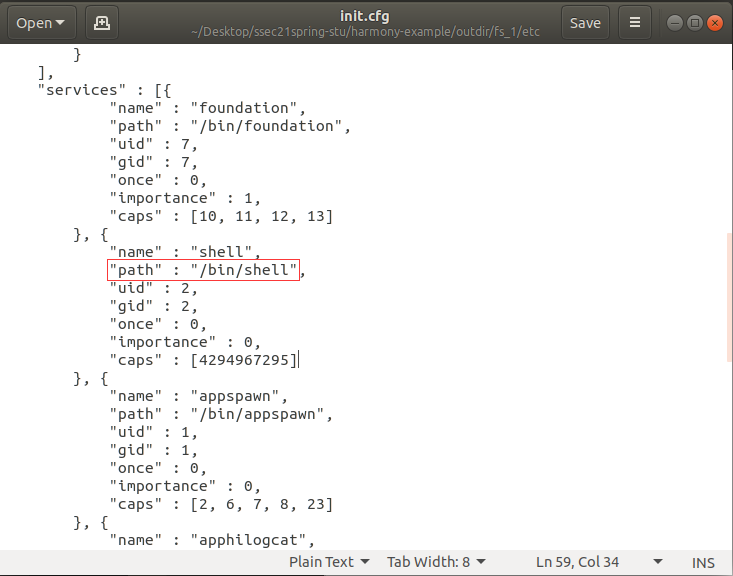 Open
init.cfg
~/Desktop/ssec21spring-stu/harmony-example/outdir/fs_1/etc
Save
}
],
"services" : [{
"name" : "foundation",
"path" : "/bin/foundation",
"uid" : 7,
"gid" : 7,
"once" : 0,
"importance" : 1,
"caps" : [10, 11, 12, 13]
}, {
"name" : "shell",
"path" : "/bin/shell",
"uid" : 2,
"gid" : 2,
"once" : 0,
"importance" : 0,
"caps" : [4294967295]
}, {
"name" : "appspawn",
"path" : "/bin/appspawn",
"uid" : 1,
"gid" : 1,
"once" : 0,
"importance" : 0,
"caps" : [2, 6, 7, 8, 23]
}, {
"name" : "apphilogcat",
Plain Text Tab Width: 8 Ln 59, Col 34 INS